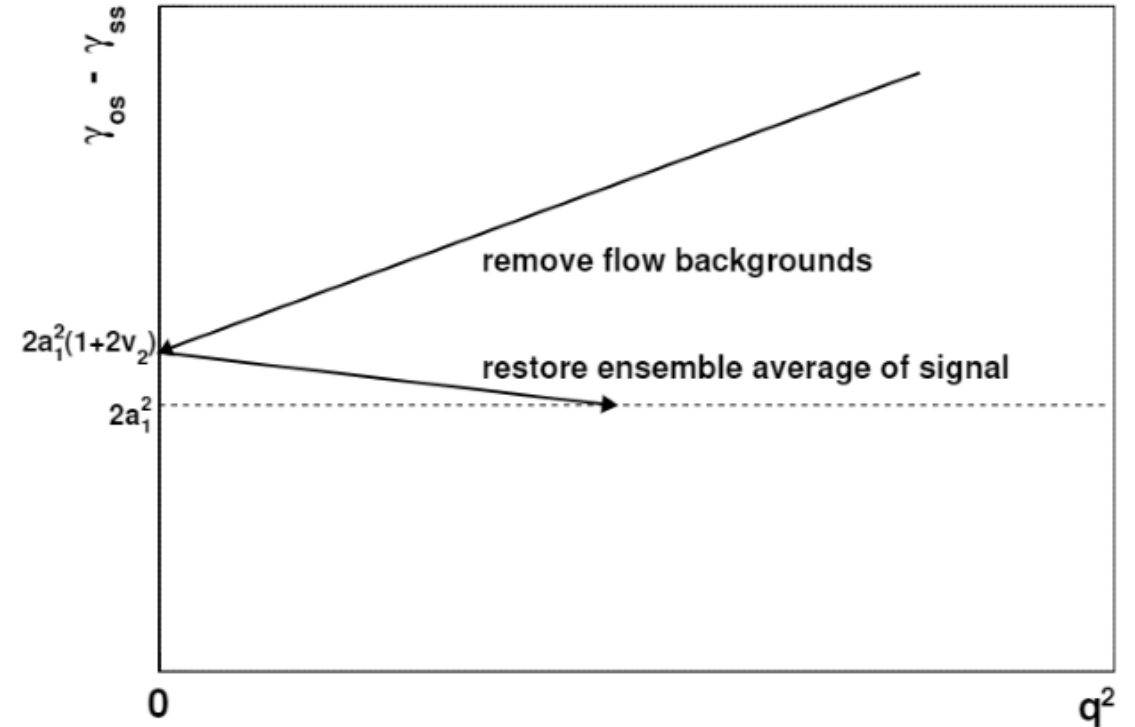 γos - γss
remove flow backgrounds
2a₁²(1+2v₂)
restore ensemble average of signal
2a₁²
0
q²